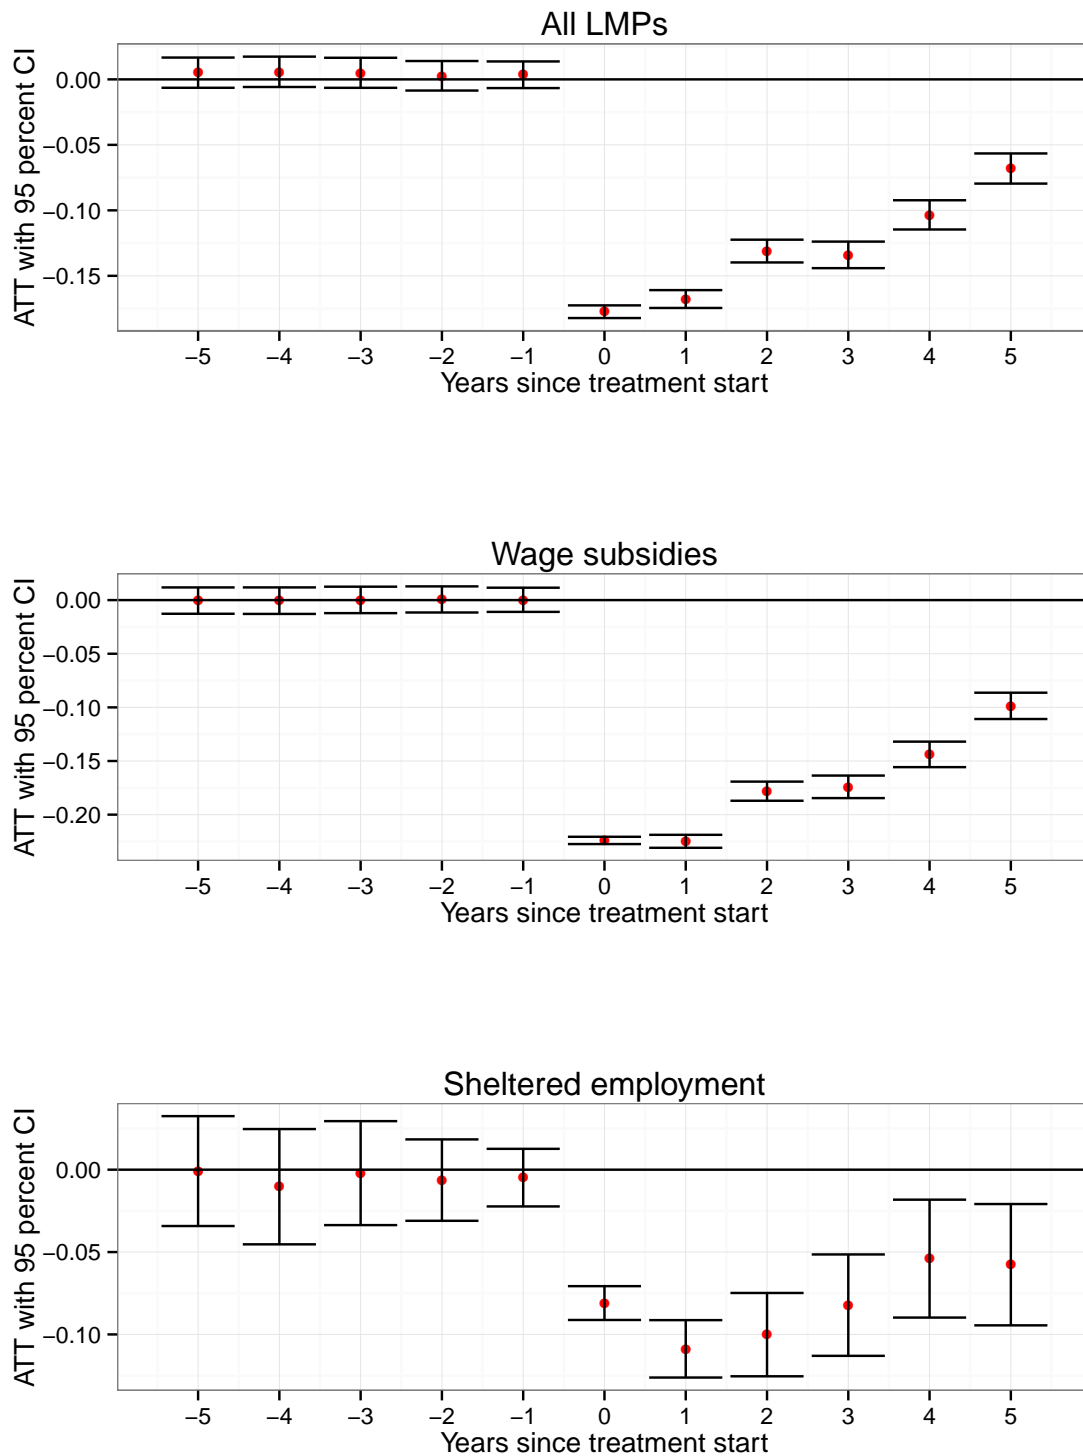 All LMPs
ATT with 95 percent CI
0.00
−0.05
−0.10
−0.15
−5 −4 −3 −2 −1 0 1 2 3 4 5
Years since treatment start
Wage subsidies
ATT with 95 percent CI
0.00
−0.05
−0.10
−0.15
−0.20
−5 −4 −3 −2 −1 0 1 2 3 4 5
Years since treatment start
Sheltered employment
ATT with 95 percent CI
0.00
−0.05
−0.10
−5 −4 −3 −2 −1 0 1 2 3 4 5
Years since treatment start